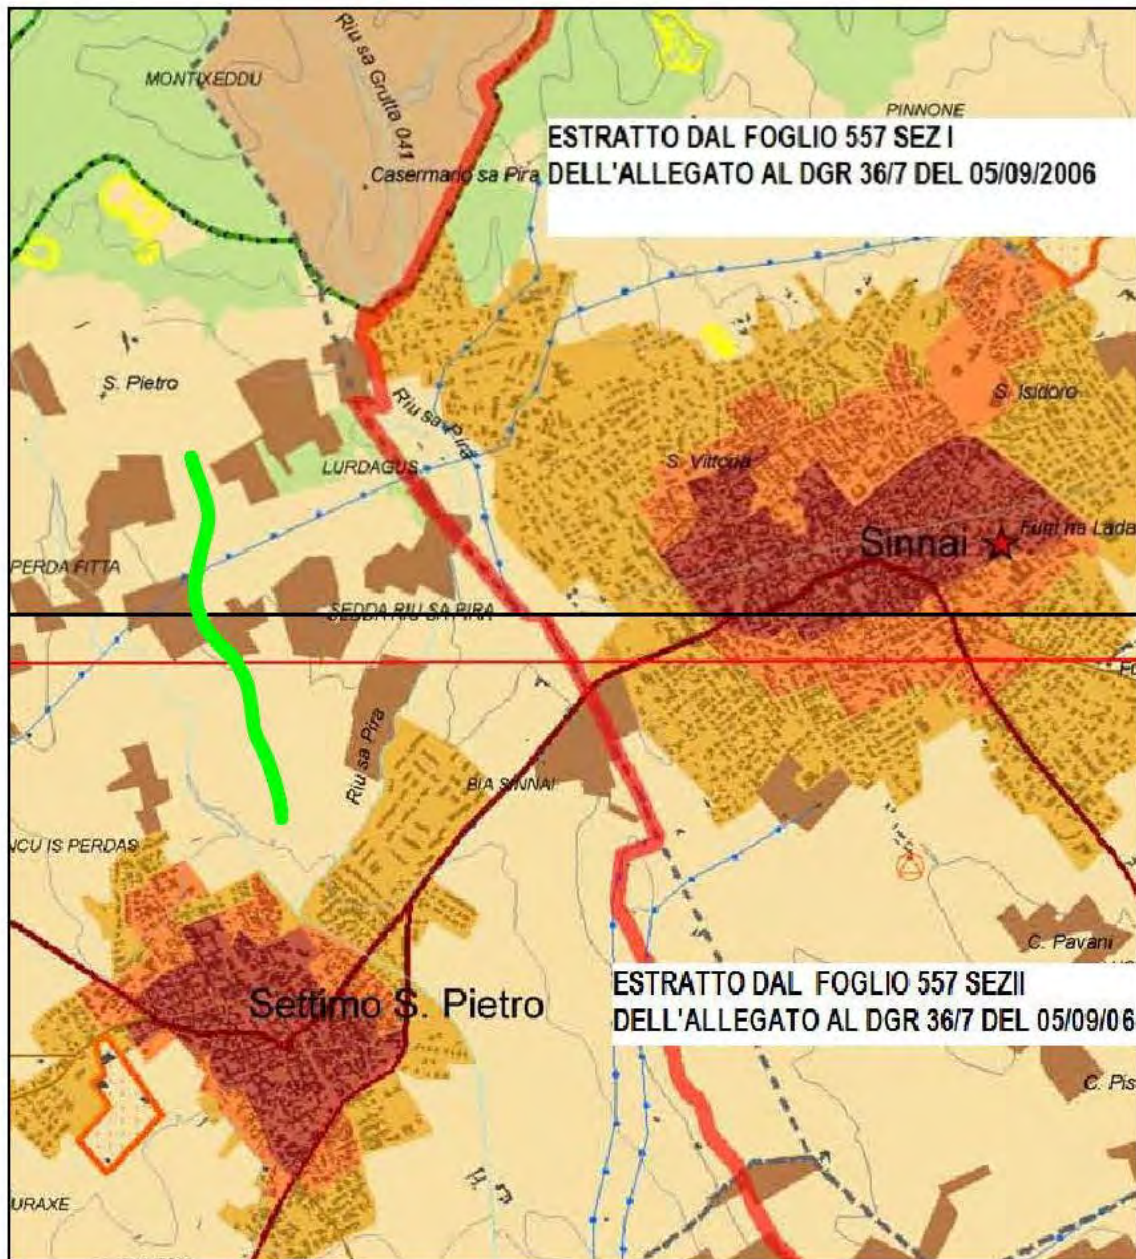 Riu sa Grutta 041
MONTIXEDDU
PINNONE
ESTRATTO DAL FOGLIO 557 SEZ I
DELL'ALLEGATO AL DGR 36/7 DEL 05/09/2006
Casermano sa Pira
S. Pietro
Riu sa Pira
S. Isidoro
LURDAGUS
S. Vittoria
Sinnai
PERDA FITTA
SEDDA RIU SA PIRA
Riu sa Pira
BIA SINNAI
NCU IS PERDAS
C. Pavani
ESTRATTO DAL FOGLIO 557 SEZII
DELL'ALLEGATO AL DGR 36/7 DEL 05/09/06
Settimo S. Pietro
C. Pis
URAXE